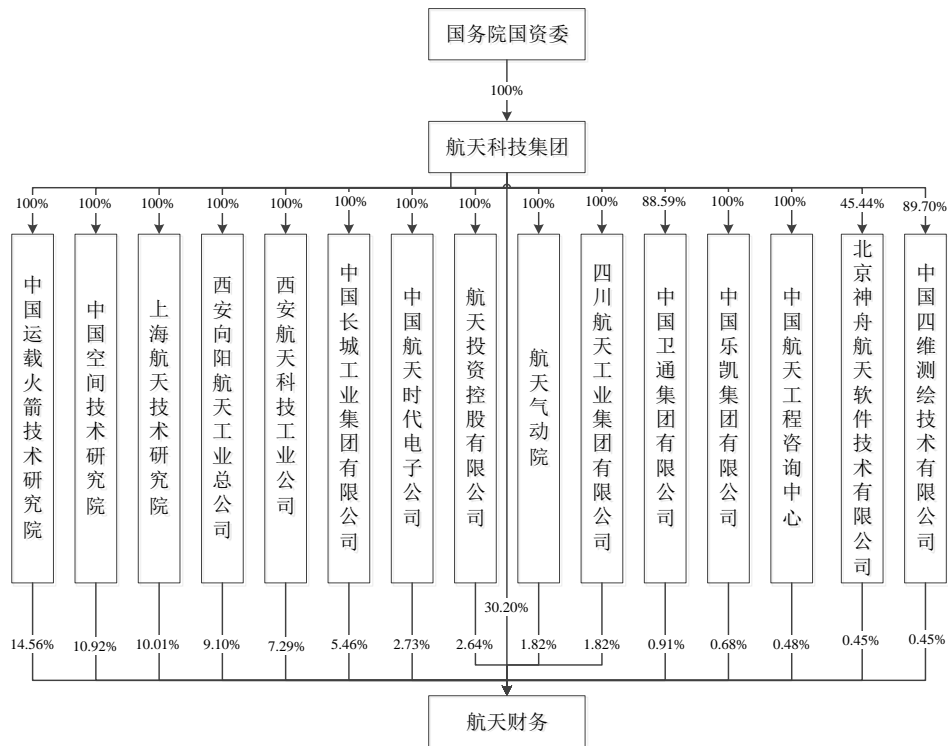 国务院国资委
100%
航天科技集团
100%
100%
100%
100%
100%
100%
100%
100%
100%
100%
88.59%
100%
100%
45.44%
89.70%
中国运载火箭技术研究院
中国空间技术研究院
上海航天技术研究院
西安向阳航天工业总公司
西安航天科技工业公司
中国长城工业集团有限公司
中国航天时代电子公司
航天投资控股有限公司
航天气动院
四川航天工业集团有限公司
中国卫通集团有限公司
中国乐凯集团有限公司
中国航天工程咨询中心
北京神舟航天软件技术有限公司
中国四维测绘技术有限公司
30.20%
14.56%
10.92%
10.01%
9.10%
7.29%
5.46%
2.73%
2.64%
1.82%
1.82%
0.91%
0.68%
0.48%
0.45%
0.45%
航天财务